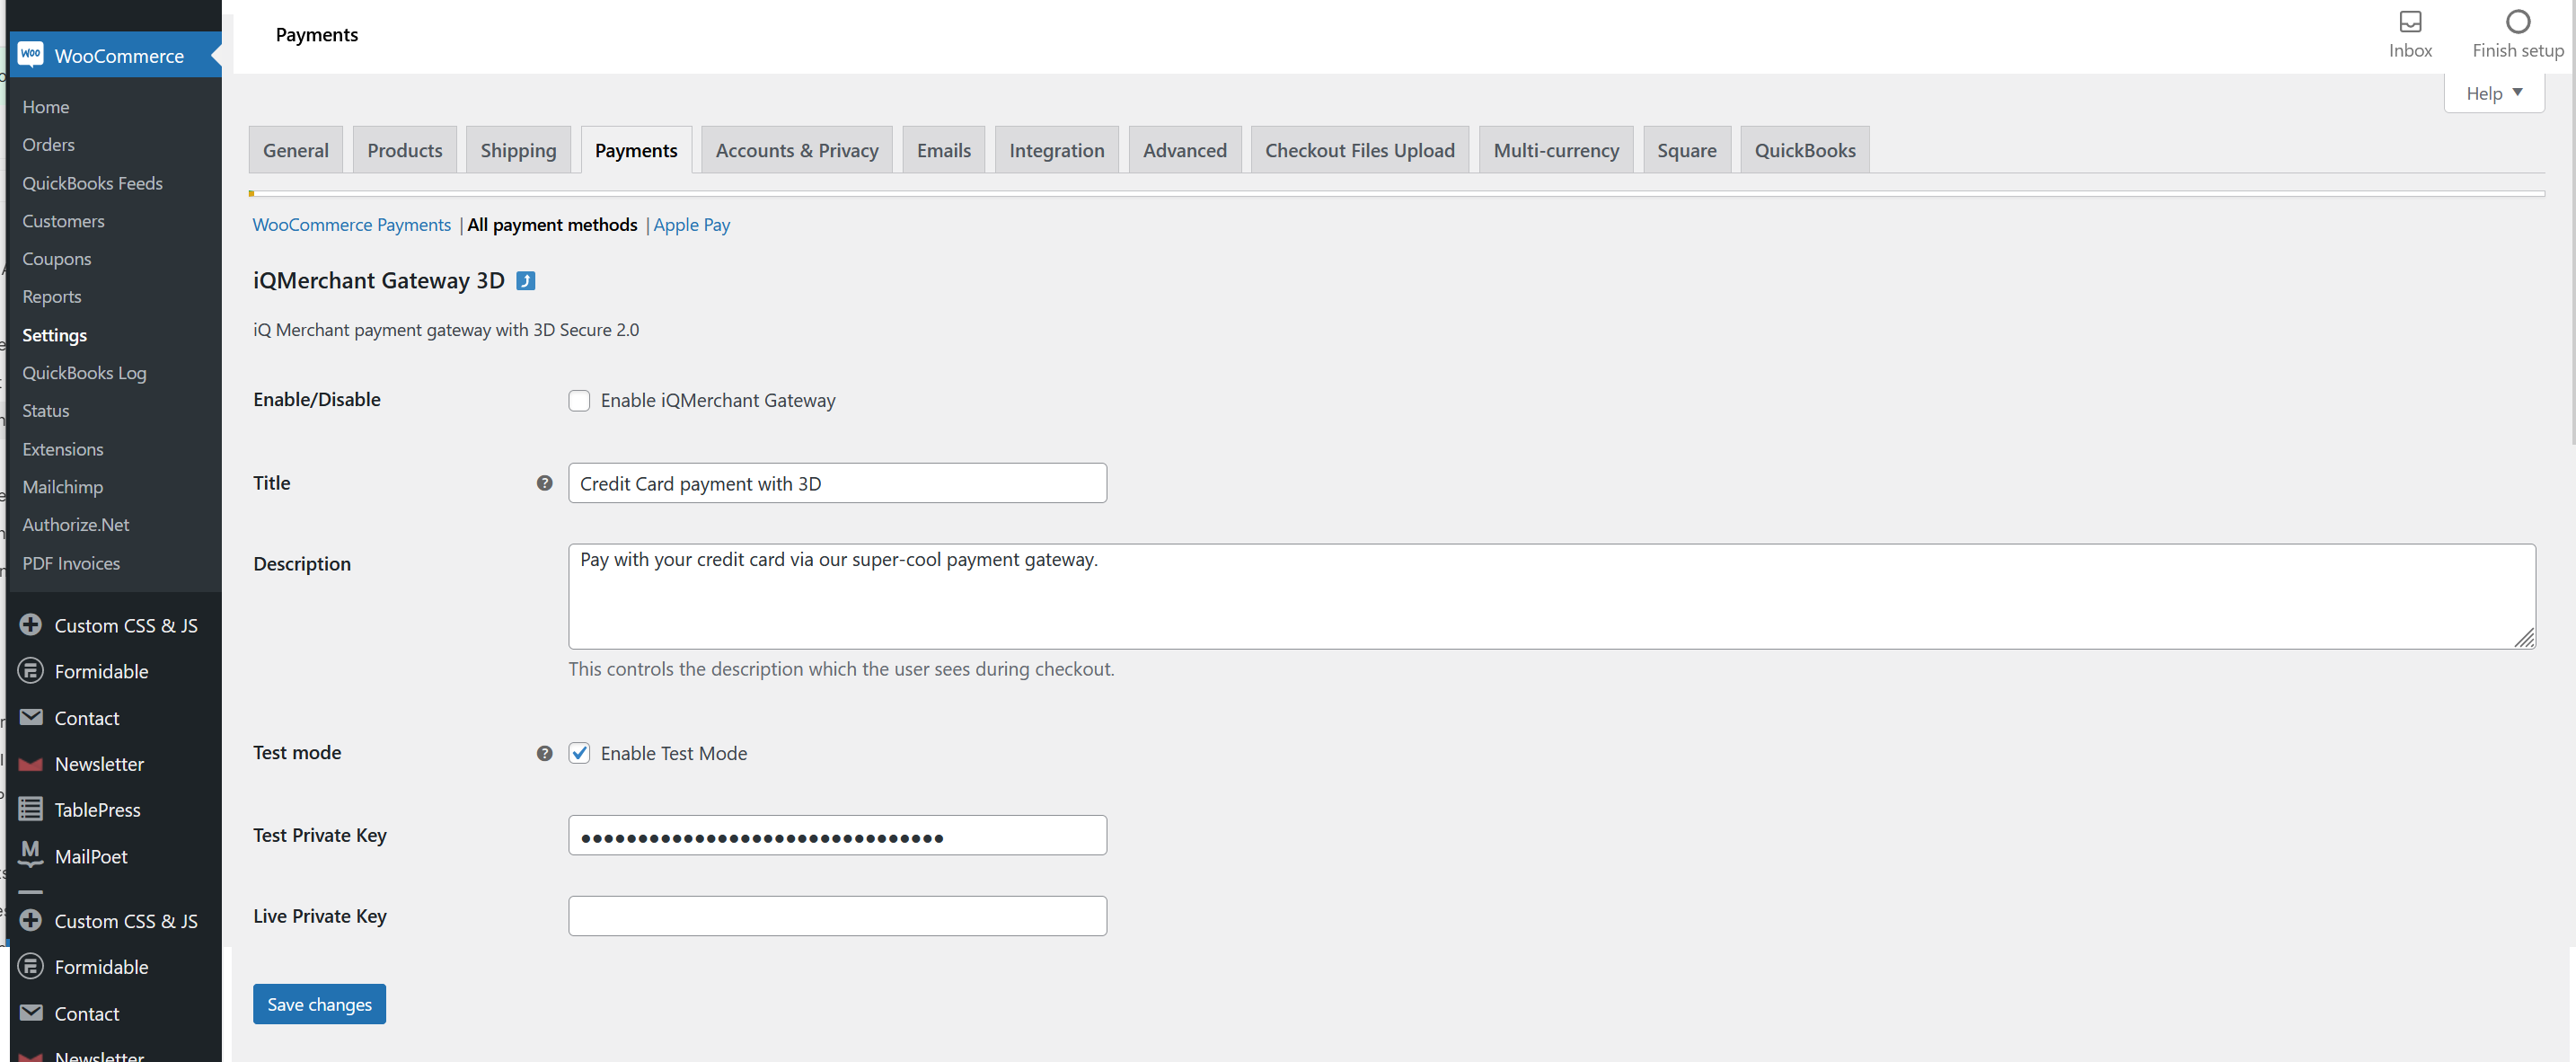 Payments
Inbox
Finish setup
Help
WooCommerce
Home
Orders
QuickBooks Feeds
Customers
Coupons
Reports
Settings
QuickBooks Log
Status
Extensions
Mailchimp
Authorize.Net
PDF Invoices
Custom CSS & JS
Formidable
Contact
Newsletter
TablePress
MailPoet
Custom CSS & JS
Formidable
Contact
Newsletter
General Products Shipping Payments Accounts & Privacy Emails Integration Advanced Checkout Files Upload Multi-currency Square QuickBooks
WooCommerce Payments | All payment methods | Apple Pay
iQMerchant Gateway 3D
iQ Merchant payment gateway with 3D Secure 2.0
Enable/Disable Enable iQMerchant Gateway
Title Credit Card payment with 3D
Description Pay with your credit card via our super-cool payment gateway.
This controls the description which the user sees during checkout.
Test mode Enable Test Mode
Test Private Key
Live Private Key
Save changes